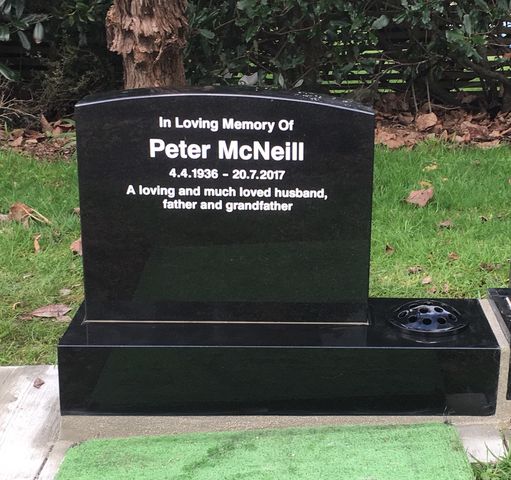 In Loving Memory Of
Peter McNeill
4.4.1936 - 20.7.2017
A loving and much loved husband,
father and grandfather